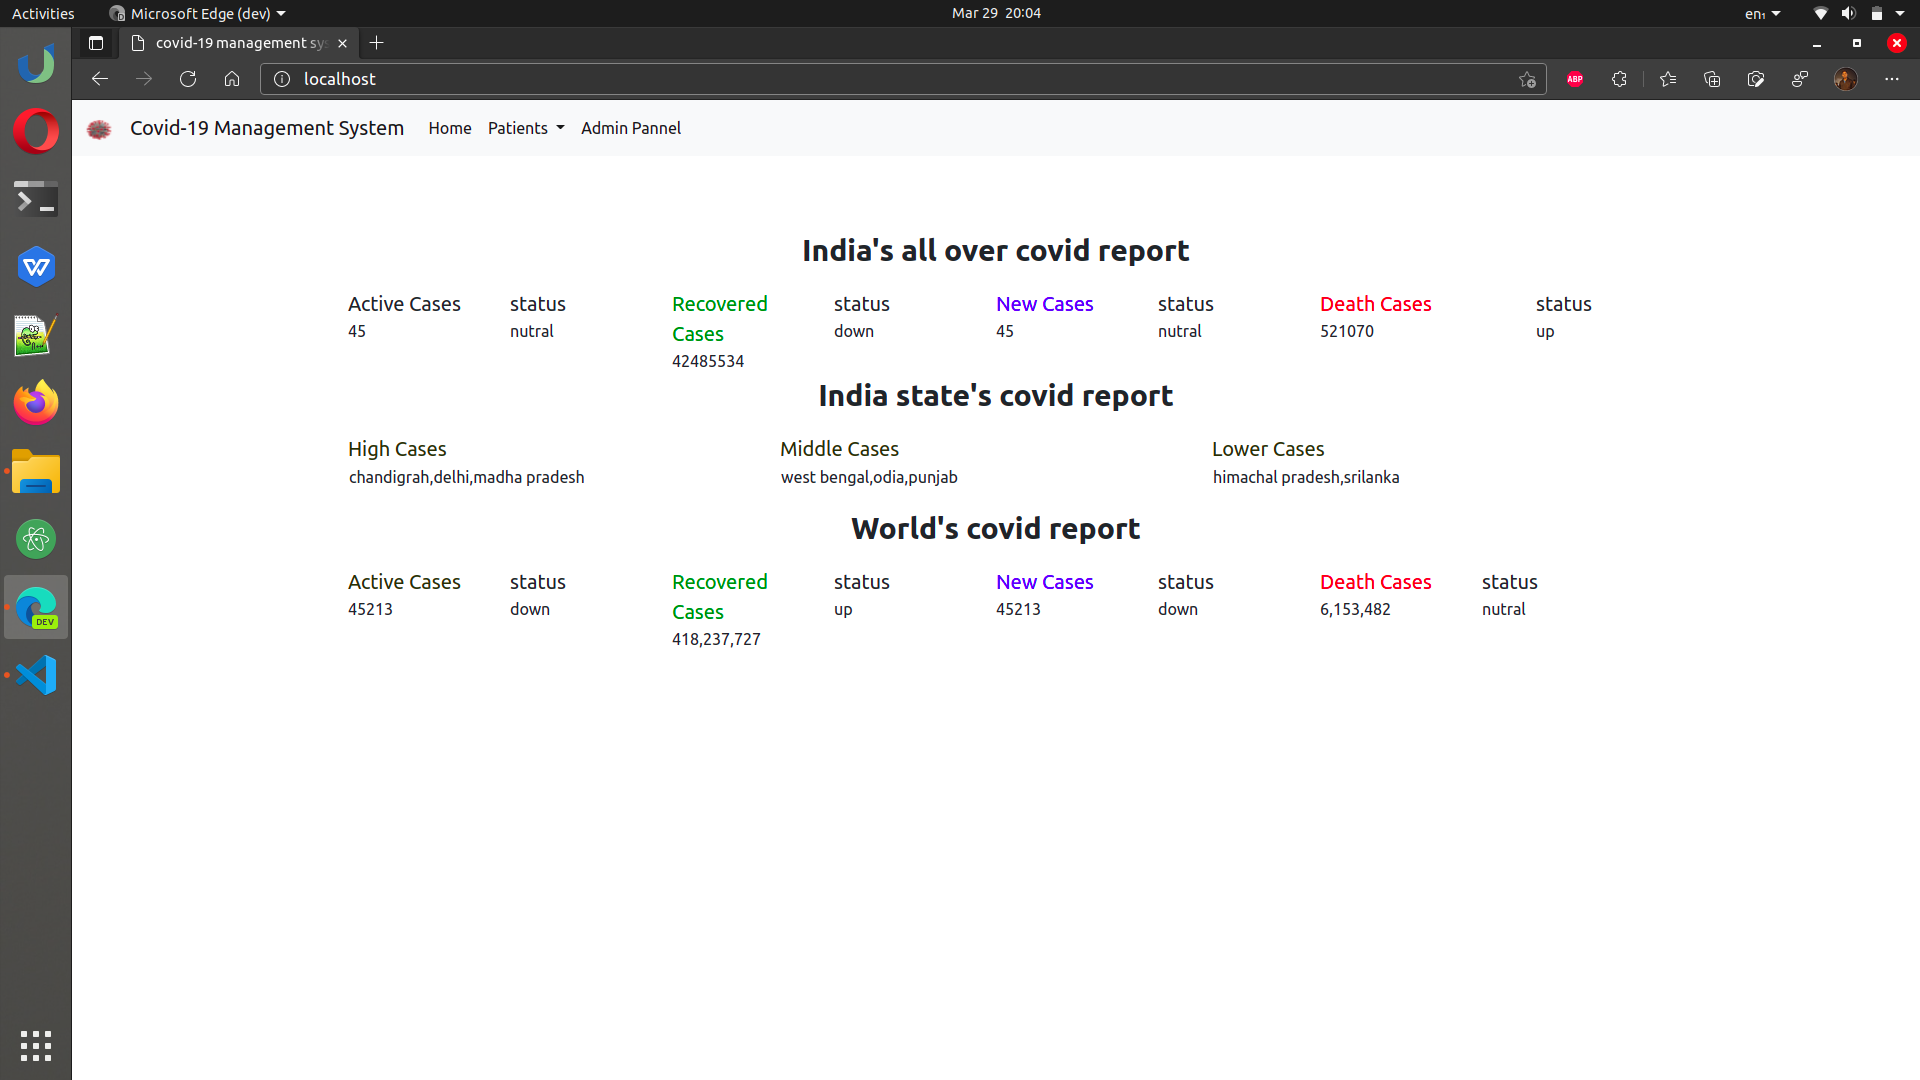 Activities Microsoft Edge (dev) Mar 29 20:04 en₁
covid-19 management sy
localhost
ABP
Covid-19 Management System Home Patients Admin Pannel
India's all over covid report
Active Cases status Recovered Cases status New Cases status Death Cases status
45 nutral 42485534 down 45 nutral 521070 up
India state's covid report
High Cases Middle Cases Lower Cases
chandigrah,delhi,madha pradesh west bengal,odia,punjab himachal pradesh,srilanka
World's covid report
Active Cases status Recovered Cases status New Cases status Death Cases status
45213 down 418,237,727 up 45213 down 6,153,482 nutral
DEV